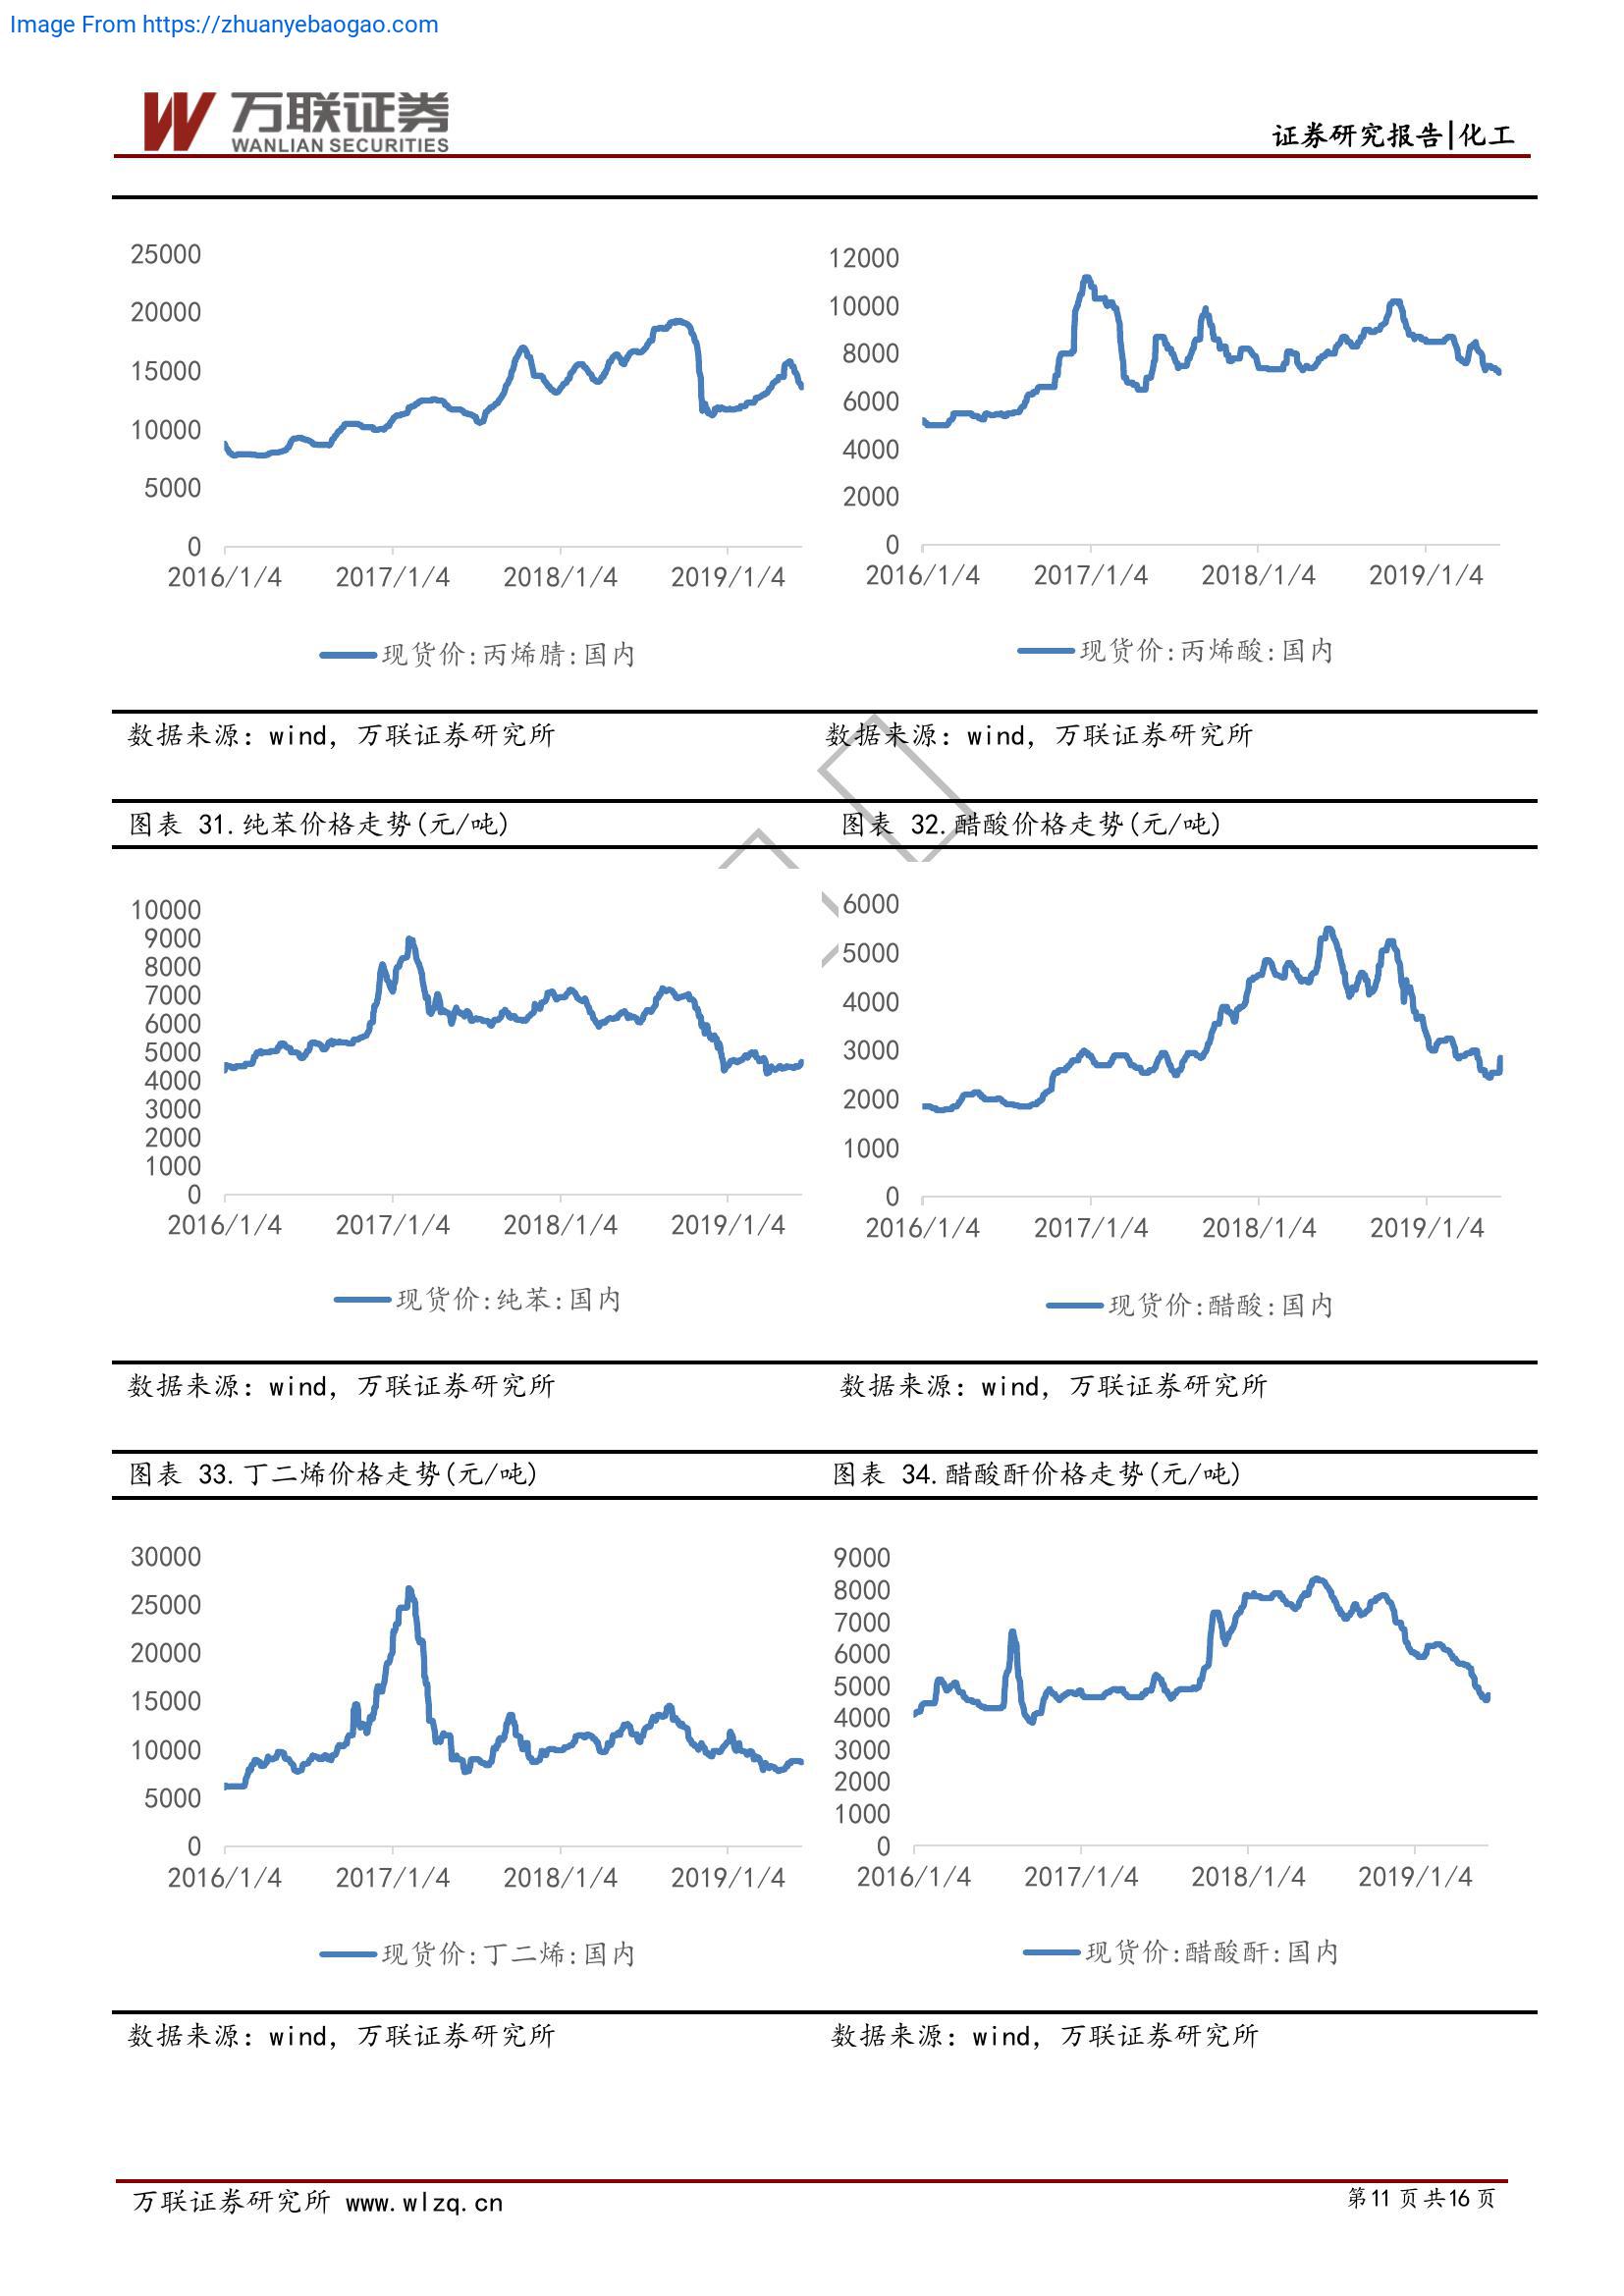 Image From https://zhuanyebaogao.com
万联证券
WANLIAN SECURITIES
证券研究报告|化工
25000
20000
15000
10000
5000
0
2016/1/4 2017/1/4 2018/1/4 2019/1/4
现货价:丙烯腈:国内
12000
10000
8000
6000
4000
2000
0
2016/1/4 2017/1/4 2018/1/4 2019/1/4
现货价:丙烯酸:国内
数据来源: wind, 万联证券研究所
数据来源: wind, 万联证券研究所
图表 31.纯苯价格走势(元/吨)
图表 32.醋酸价格走势(元/吨)
10000
9000
8000
7000
6000
5000
4000
3000
2000
1000
0
2016/1/4 2017/1/4 2018/1/4 2019/1/4
现货价:纯苯:国内
6000
5000
4000
3000
2000
1000
0
2016/1/4 2017/1/4 2018/1/4 2019/1/4
现货价:醋酸:国内
数据来源: wind, 万联证券研究所
数据来源: wind, 万联证券研究所
图表 33.丁二烯价格走势(元/吨)
图表 34.醋酸酐价格走势(元/吨)
30000
25000
20000
15000
10000
5000
0
2016/1/4 2017/1/4 2018/1/4 2019/1/4
现货价:丁二烯:国内
9000
8000
7000
6000
5000
4000
3000
2000
1000
0
2016/1/4 2017/1/4 2018/1/4 2019/1/4
现货价:醋酸酐:国内
数据来源: wind, 万联证券研究所
数据来源: wind, 万联证券研究所
万联证券研究所 www.wlzq.cn
第11 页共16 页